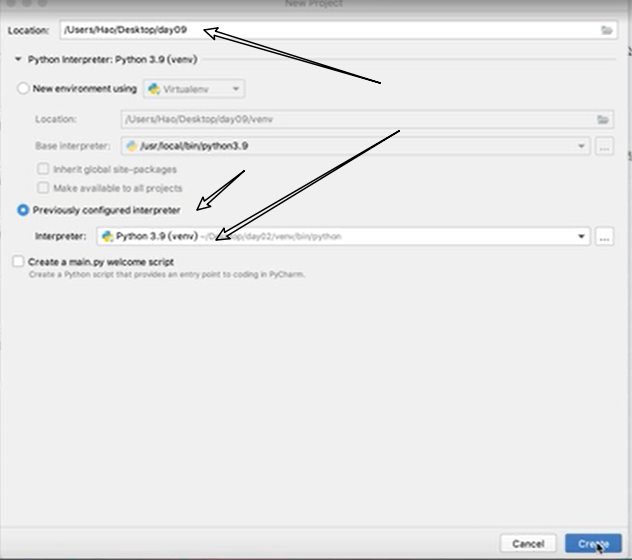 New Project
Location: /Users/Hao/Desktop/day09
Python Interpreter: Python 3.9 (venv)
New environment using Virtualenv
Location: /Users/Hao/Desktop/day09/venv
Base interpreter: /usr/local/bin/python3.9 ...
Inherit global site-packages
Make available to all projects
Previously configured interpreter
Interpreter: Python 3.9 (venv) ~/Desktop/day02/venv/bin/python ...
Create a main.py welcome script
Create a Python script that provides an entry point to coding in PyCharm.
Cancel Create